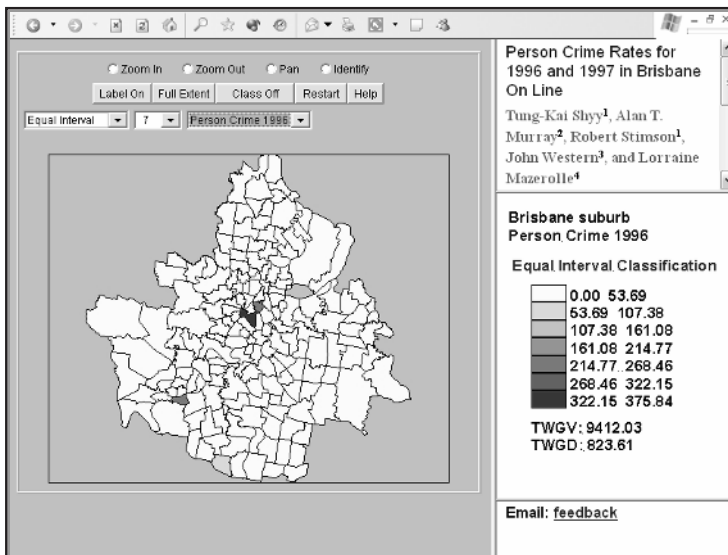 Zoom In Zoom Out Pan Identify
Label On Full Extent Class Off Restart Help
Equal Interval 7 Person Crime 1996
Person Crime Rates for
1996 and 1997 in Brisbane
On Line
Tung-Kai Shyy1, Alan T.
Murray2, Robert Stimson1,
John Western3, and Lorraine
Mazerolle4
Brisbane suburb
Person Crime 1996
Equal Interval Classification
0.00 53.69
53.69 107.38
107.38 161.08
161.08 214.77
214.77 268.46
268.46 322.15
322.15 375.84
TWGV: 9412.03
TWGD: 823.61
Email: feedback